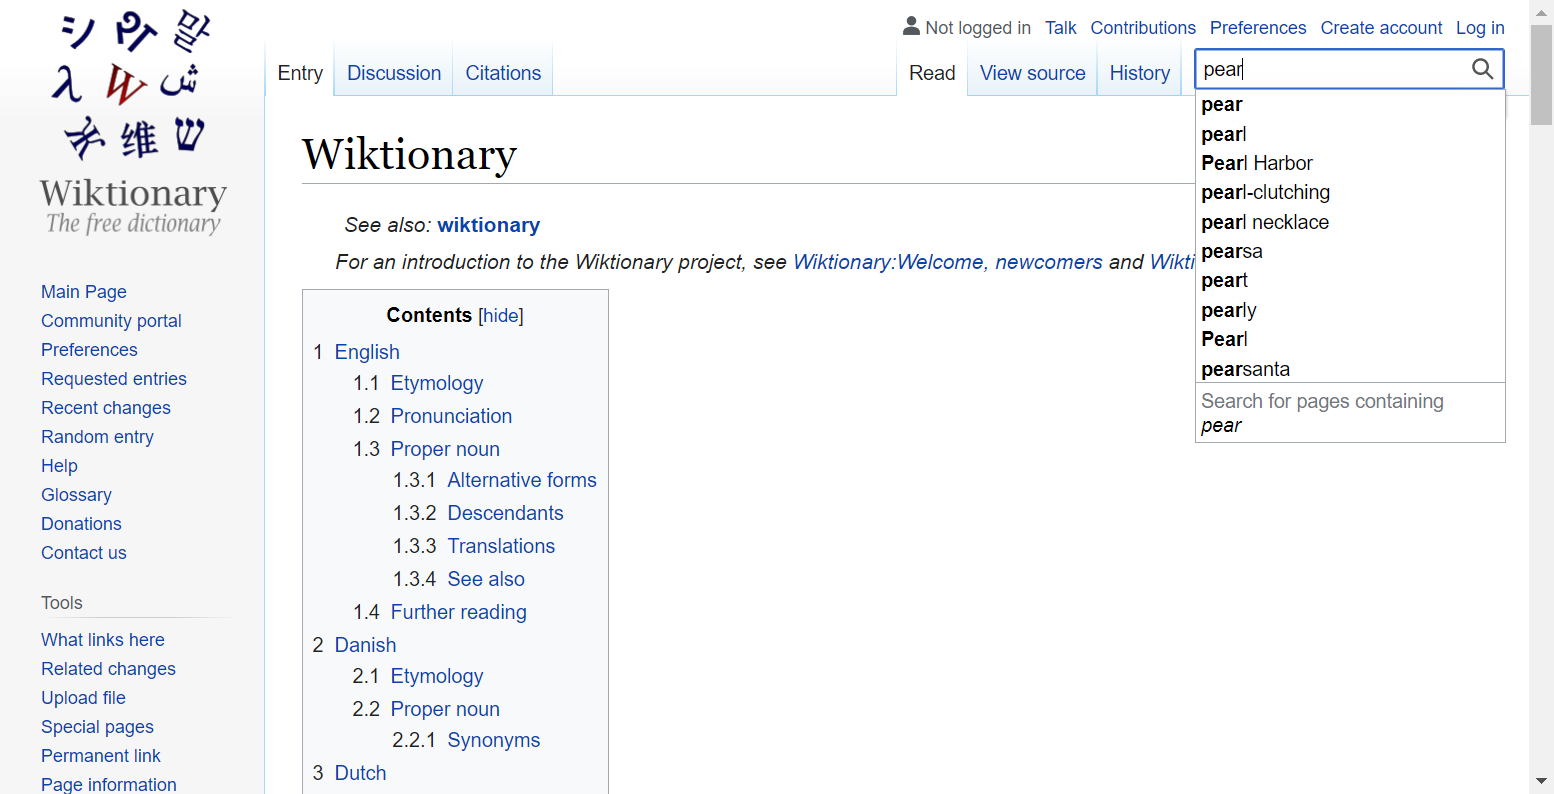 シ
말
λ
W
ش
维
ש
Wiktionary
The free dictionary
Main Page
Community portal
Preferences
Requested entries
Recent changes
Random entry
Help
Glossary
Donations
Contact us
Tools
What links here
Related changes
Upload file
Special pages
Permanent link
Page information
Not logged in Talk Contributions Preferences Create account Log in
Entry Discussion Citations Read View source History pear
pear
pearl
Pearl Harbor
pearl-clutching
pearl necklace
pearsa
peart
pearly
Pearl
pearsanta
Search for pages containing
pear
Wiktionary
See also: wiktionary
For an introduction to the Wiktionary project, see Wiktionary:Welcome, newcomers and Wikti
Contents [hide]
1 English
1.1 Etymology
1.2 Pronunciation
1.3 Proper noun
1.3.1 Alternative forms
1.3.2 Descendants
1.3.3 Translations
1.3.4 See also
1.4 Further reading
2 Danish
2.1 Etymology
2.2 Proper noun
2.2.1 Synonyms
3 Dutch